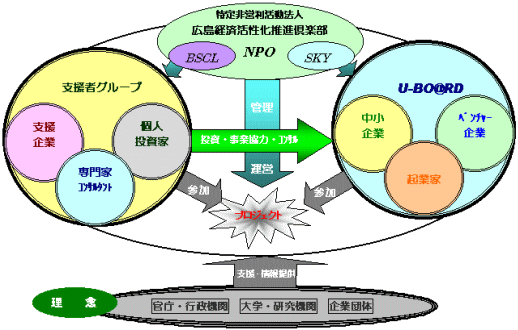 特定非営利活動法人
広島経済活性化推進倶楽部
BSCL
NPO
SKY
支援者グループ
U-BO@RD
支援
企業
個人
投資家
専門家
コンサルタント
管理
投資・事業協力・コンサル
運営
中小
企業
ベンチャー
企業
起業家
参加
参加
プロジェクト
支援・情報提供
理念
官庁・行政機関
大学・研究機関
企業団体